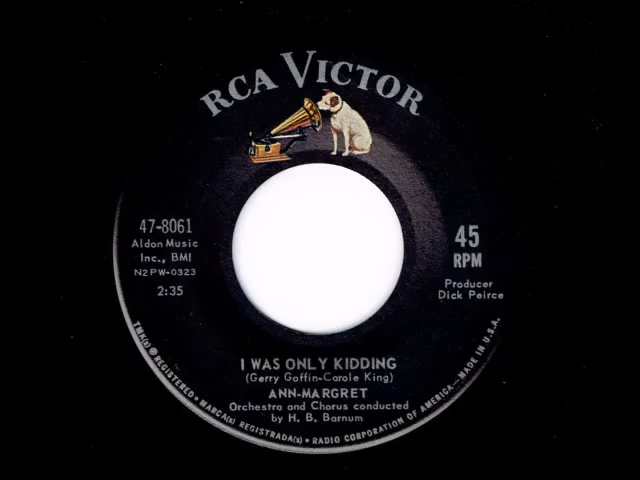 RCA VICTOR
47-8061
Aldon Music
Inc., BMI
N2PW-0323
2:35
45
RPM
Producer
Dick Peirce
I WAS ONLY KIDDING
(Gerry Goffin-Carole King)
ANN-MARGRET
Orchestra and Chorus conducted
by H. B. Barnum
TMK(s) ® REGISTERED • MARCA(s) REGISTRADA(s) • RADIO CORPORATION OF AMERICA—MADE IN U.S.A.